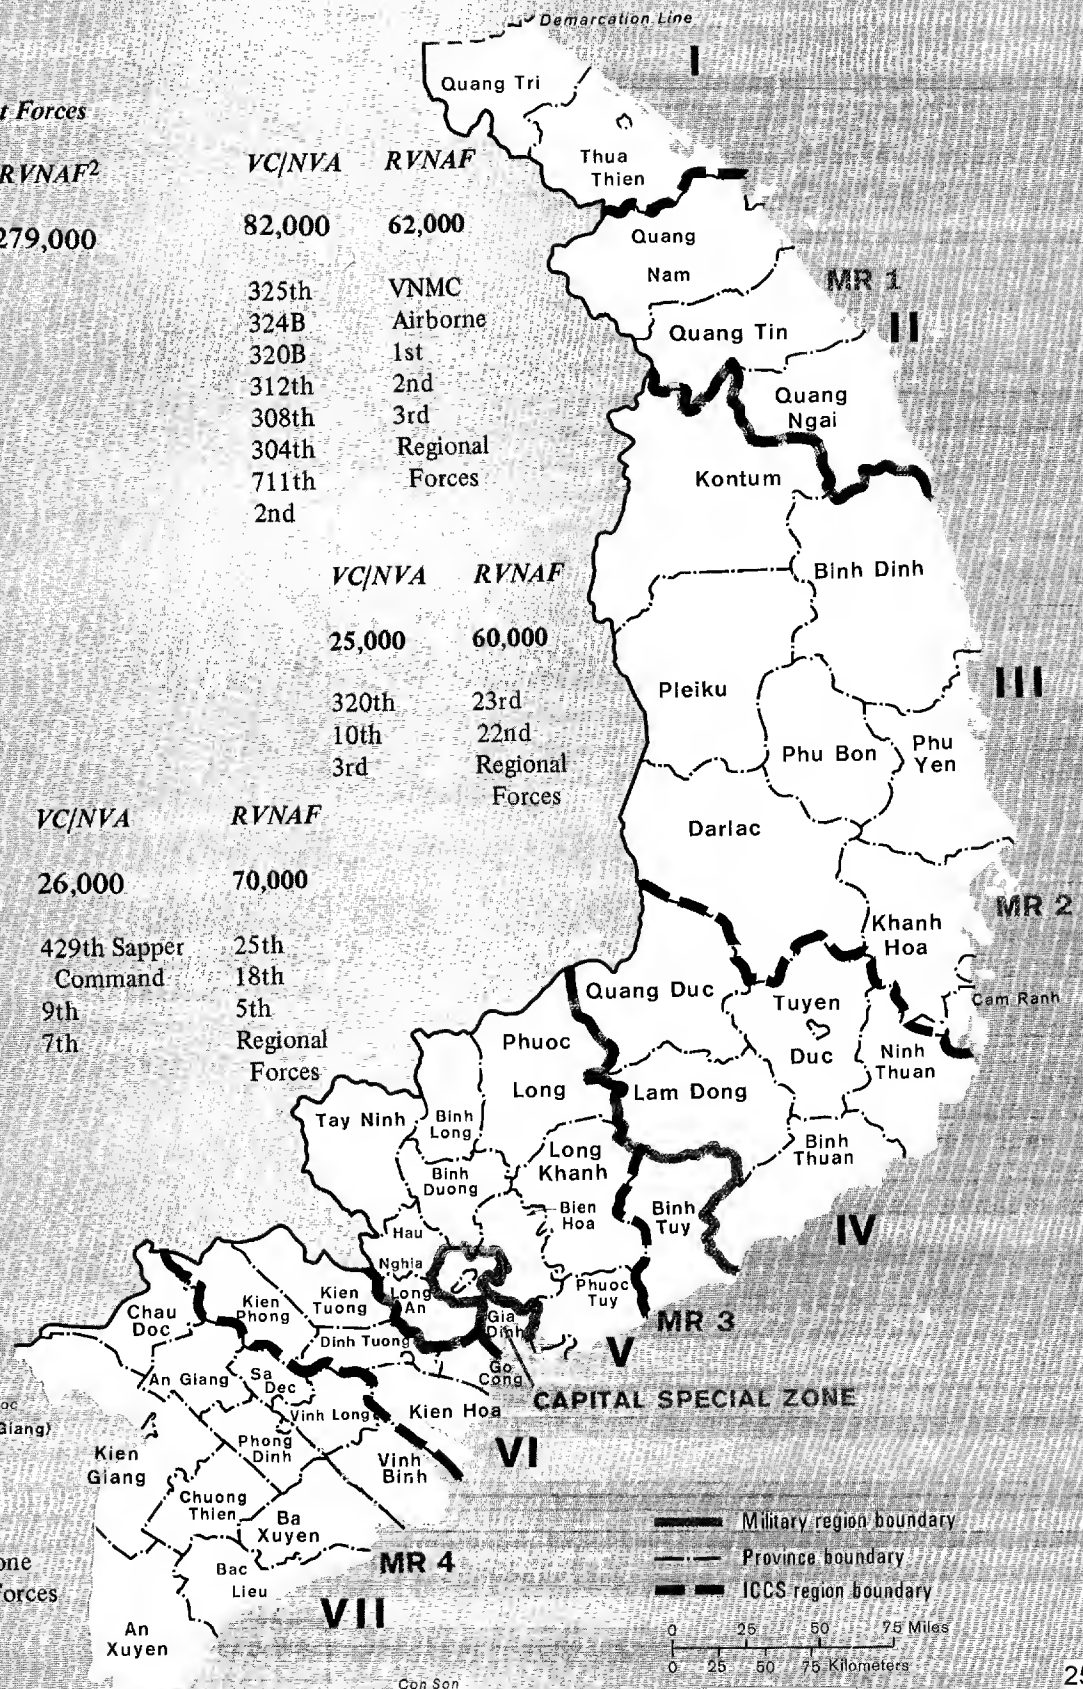 Demarcation Line
I
Quang Tri
t Forces
RVNAF²
279,000
VC/NVA RVNAF
82,000 62,000
325th VNMC
324B Airborne
320B 1st
312th 2nd
308th 3rd
304th Regional
711th Forces
2nd
Thua
Thien
Quang
Nam
MR 1
Quang Tin
II
Quang
Ngai
Kontum
VC/NVA RVNAF
25,000 60,000
320th 23rd
10th 22nd
3rd Regional
Forces
Binh Dinh
Pleiku
III
Phu Bon
Phu
Yen
Darlac
VC/NVA RVNAF
26,000 70,000
429th Sapper 25th
Command 18th
9th 5th
7th Regional
Forces
MR 2
Khanh
Hoa
Cam Ranh
Quang Duc
Tuyen
Duc
Ninh
Thuan
Phuoc
Long
Lam Dong
Tay Ninh
Binh
Long
Binh
Thuan
Long
Khanh
Binh
Duong
Bien
Hoa
Binh
Tuy
IV
Hau
Nghia
Long
An
Phuoc
Tuy
MR 3
Gia
Dinh
V
Chau
Doc
Kien
Phong
Kien
Tuong
Dinh Tuong
Go
Cong
CAPITAL SPECIAL ZONE
An Giang
Sa
Dec
Vinh Long
Kien Hoa
oc
Giang)
Kien
Giang
Phong
Dinh
Vinh
Binh
VI
Chuong
Thien
Ba
Xuyen
MR 4
Bac
Lieu
VII
one
Forces
An
Xuyen
Con Son
Military region boundary
Province boundary
ICCS region boundary
0 25 50 75 Miles
0 25 50 75 Kilometers
25